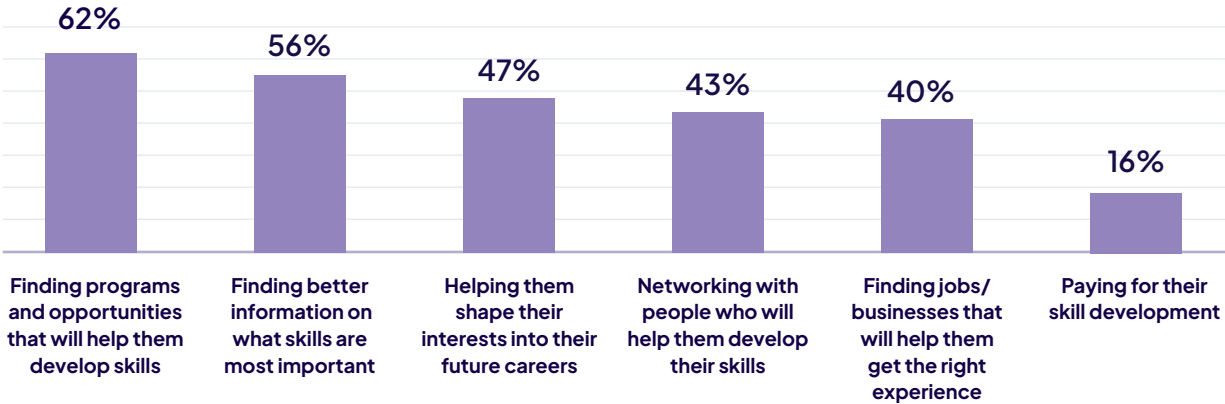 62%
56%
47%
43%
40%
16%
Finding programs
and opportunities
that will help them
develop skills
Finding better
information on
what skills are
most important
Helping them
shape their
interests into their
future careers
Networking with
people who will
help them develop
their skills
Finding jobs/
businesses that
will help them
get the right
experience
Paying for their
skill development